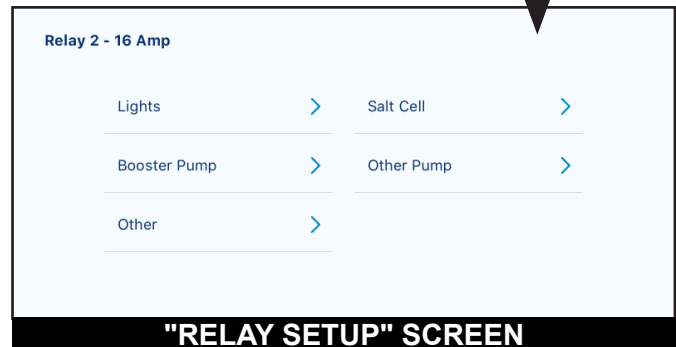 Relay 2 - 16 Amp
Lights
Salt Cell
Booster Pump
Other Pump
Other
"RELAY SETUP" SCREEN